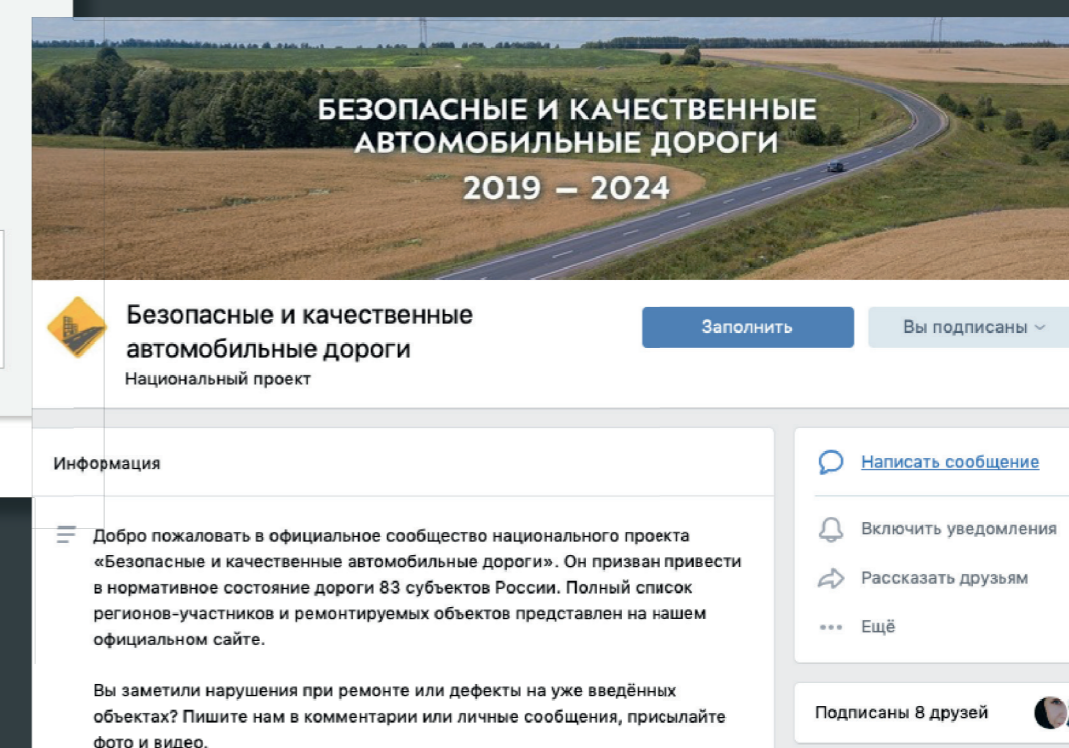 БЕЗОПАСНЫЕ И КАЧЕСТВЕННЫЕ
АВТОМОБИЛЬНЫЕ ДОРОГИ
2019 – 2024
Безопасные и качественные
автомобильные дороги
Национальный проект
Заполнить
Вы подписаны
Информация
Добро пожаловать в официальное сообщество национального проекта
«Безопасные и качественные автомобильные дороги». Он призван привести
в нормативное состояние дороги 83 субъектов России. Полный список
регионов-участников и ремонтируемых объектов представлен на нашем
официальном сайте.
Вы заметили нарушения при ремонте или дефекты на уже введённых
объектах? Пишите нам в комментарии или личные сообщения, присылайте
фото и видео.
Написать сообщение
Включить уведомления
Рассказать друзьям
Ещё
Подписаны 8 друзей